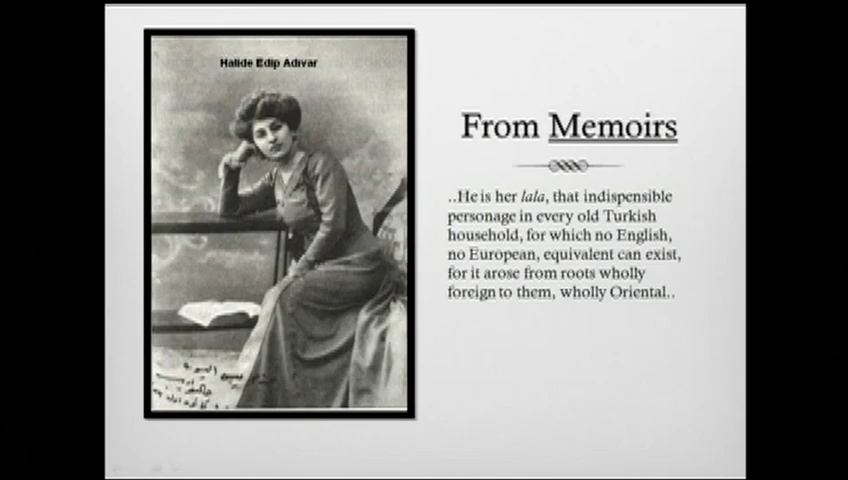 Halide Edip Adıvar
From Memoirs
..He is her lala, that indispensible
personage in every old Turkish
household, for which no English,
no European, equivalent can exist,
for it arose from roots wholly
foreign to them, wholly Oriental..